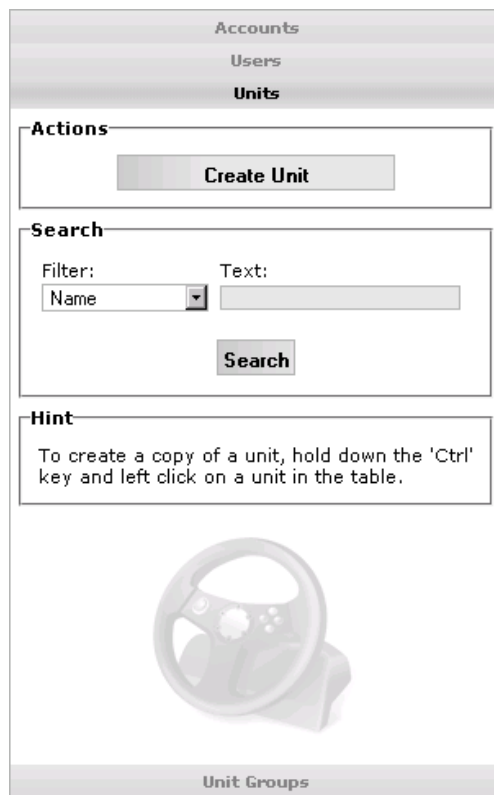 Accounts
Users
Units
Actions
Create Unit
Search
Filter:
Text:
Name
Search
Hint
To create a copy of a unit, hold down the 'Ctrl'
key and left click on a unit in the table.
Unit Groups